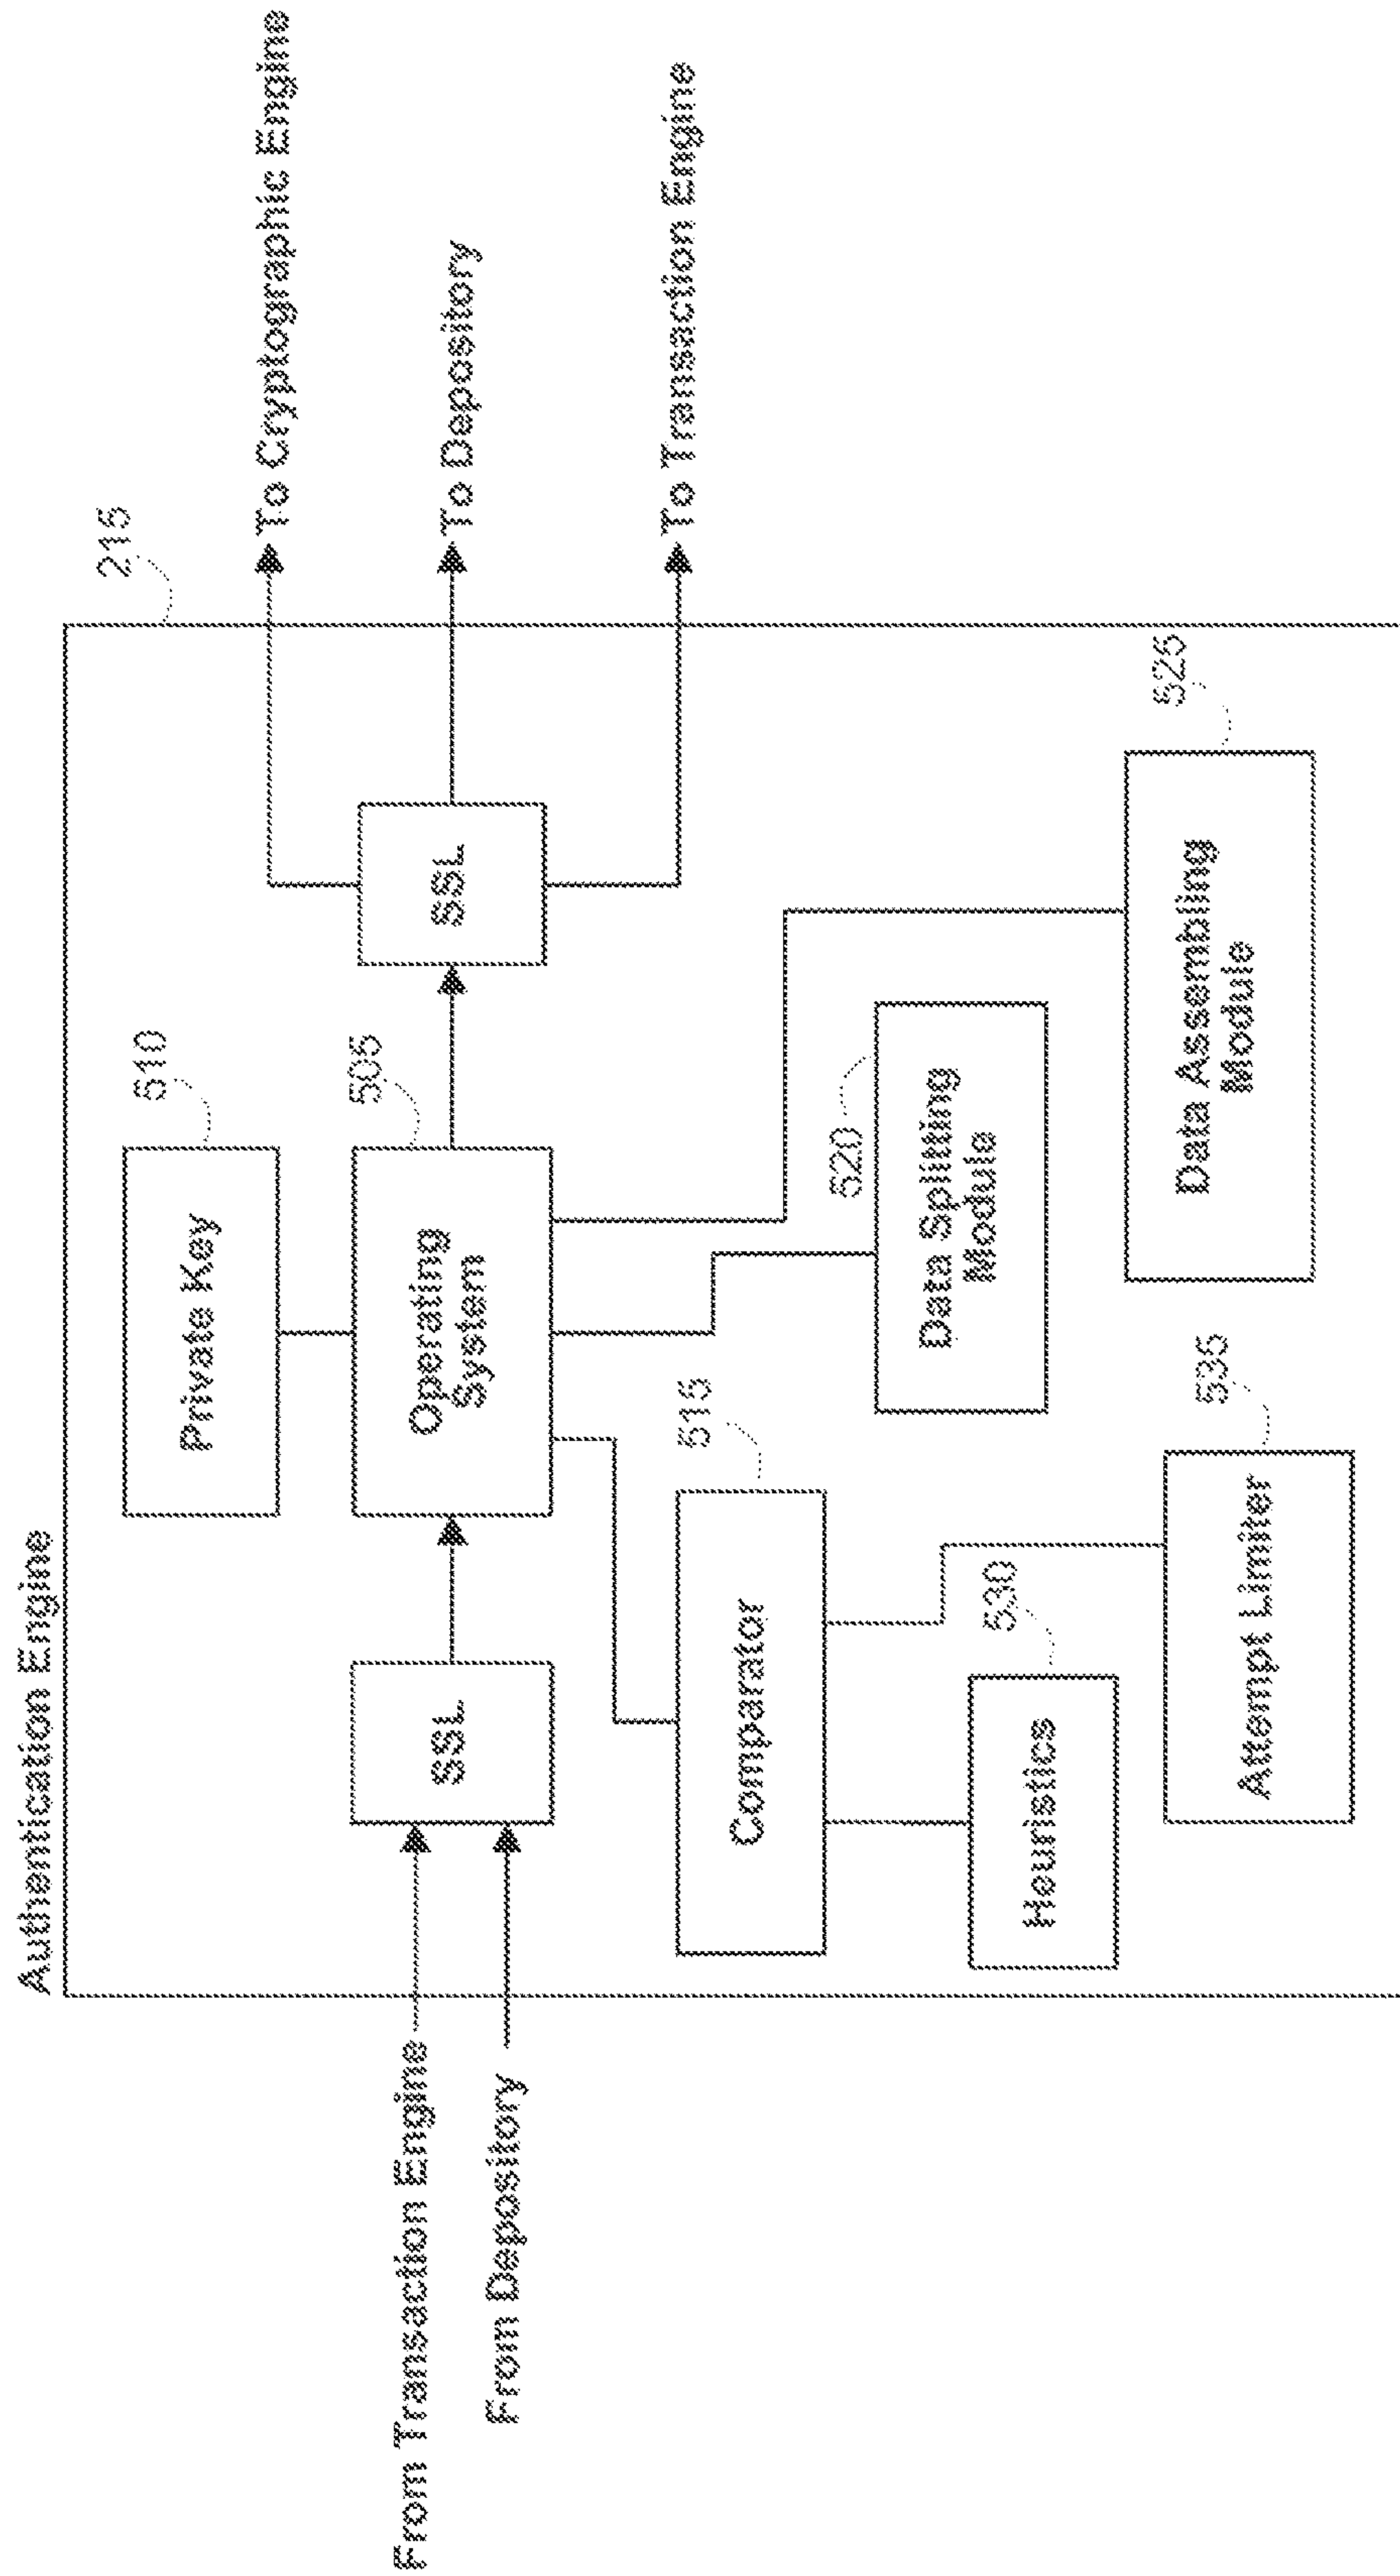 Authentication Engine
215
From Transaction Engine
From Depository
SSL
Private Key
510
Operating
System
505
SSL
To Cryptographic Engine
To Depository
To Transaction Engine
Comparator
515
Data Splitting
Module
520
Data Assembling
Module
525
Heuristics
530
Attempt Limiter
535